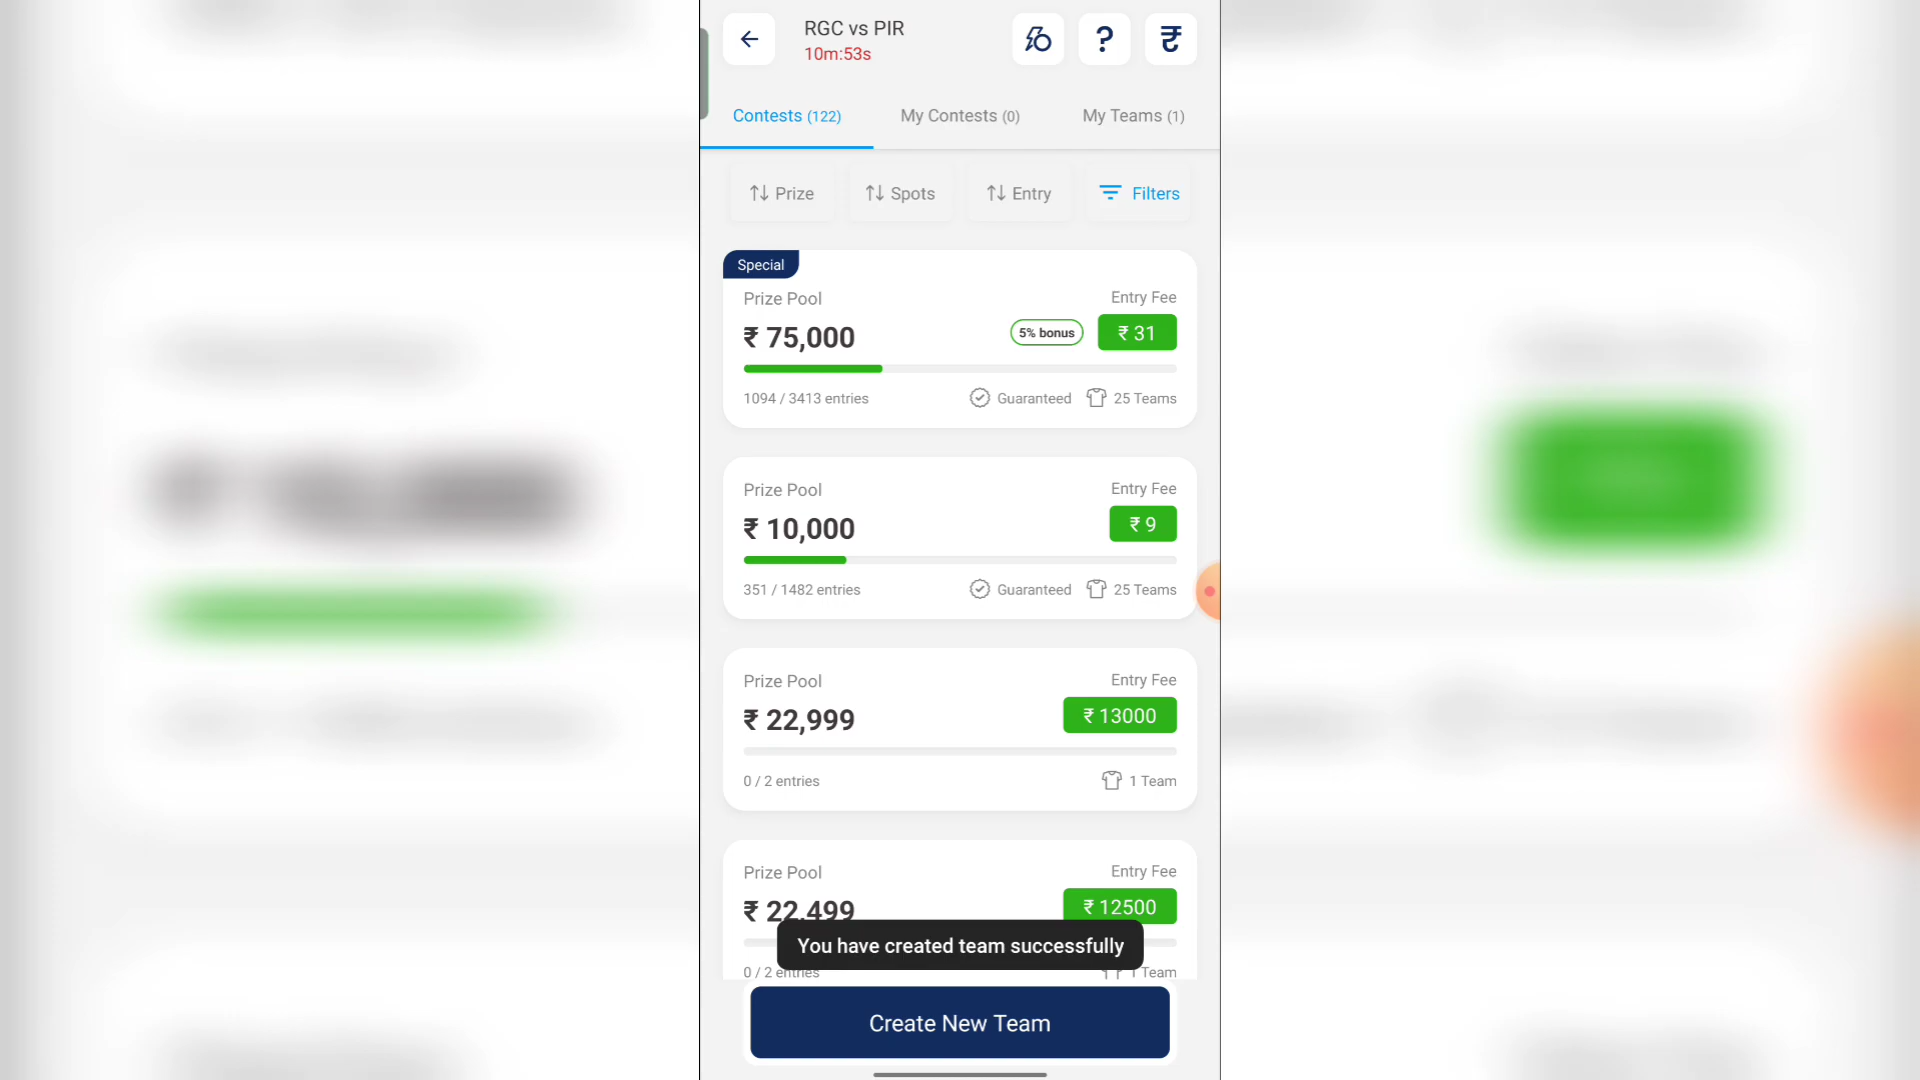 RGC vs PIR
10m:53s
?
₹
Contests (122)
My Contests (0)
My Teams (1)
Prize
Spots
Entry
Filters
Special
Prize Pool
Entry Fee
₹ 75,000
5% bonus
₹ 31
1094 / 3413 entries
Guaranteed
25 Teams
Prize Pool
Entry Fee
₹ 10,000
₹ 9
351 / 1482 entries
Guaranteed
25 Teams
Prize Pool
Entry Fee
₹ 22,999
₹ 13000
0 / 2 entries
1 Team
Prize Pool
Entry Fee
₹ 22,499
₹ 12500
You have created team successfully
0 / 2 entries
1 Team
Create New Team